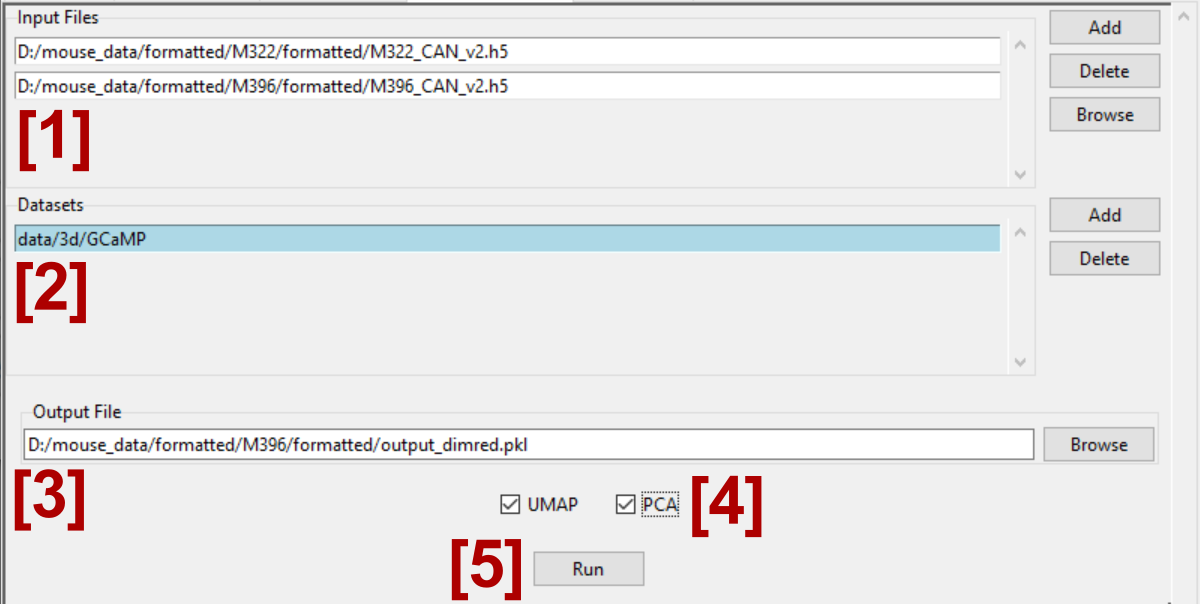 Input Files
Add
D:/mouse_data/formatted/M322/formatted/M322_CAN_v2.h5
Delete
D:/mouse_data/formatted/M396/formatted/M396_CAN_v2.h5
Browse
[1]
Datasets
Add
data/3d/GCaMP
Delete
[2]
Output File
D:/mouse_data/formatted/M396/formatted/output_dimred.pkl
Browse
[3]
UMAP PCA [4]
[5] Run